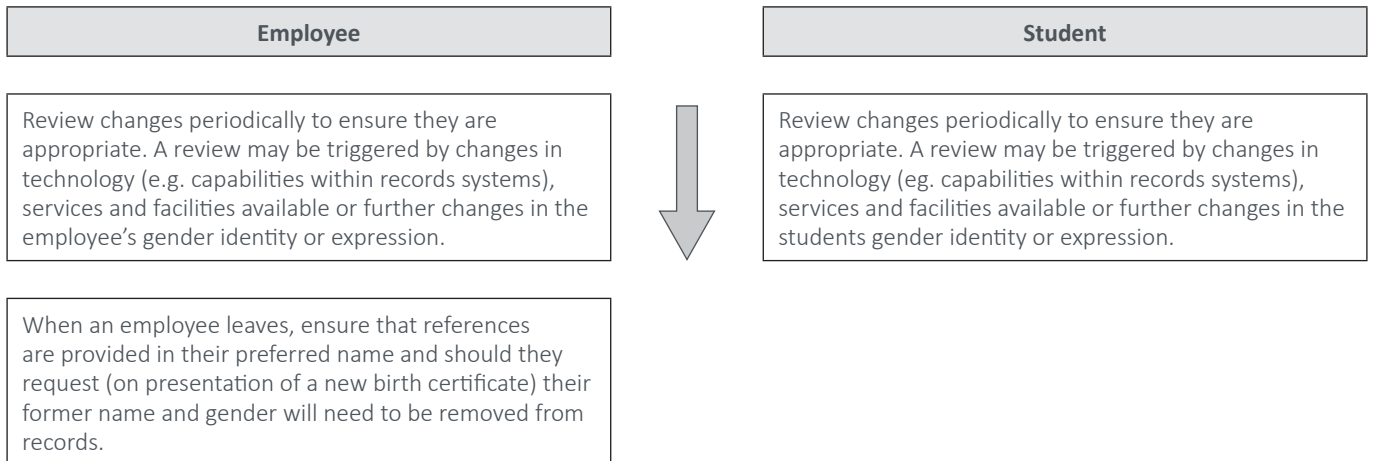 Employee
Review changes periodically to ensure they are
appropriate. A review may be triggered by changes in
technology (e.g. capabilities within records systems),
services and facilities available or further changes in the
employee’s gender identity or expression.
When an employee leaves, ensure that references
are provided in their preferred name and should they
request (on presentation of a new birth certificate) their
former name and gender will need to be removed from
records.
Student
Review changes periodically to ensure they are
appropriate. A review may be triggered by changes in
technology (eg. capabilities within records systems),
services and facilities available or further changes in the
students gender identity or expression.